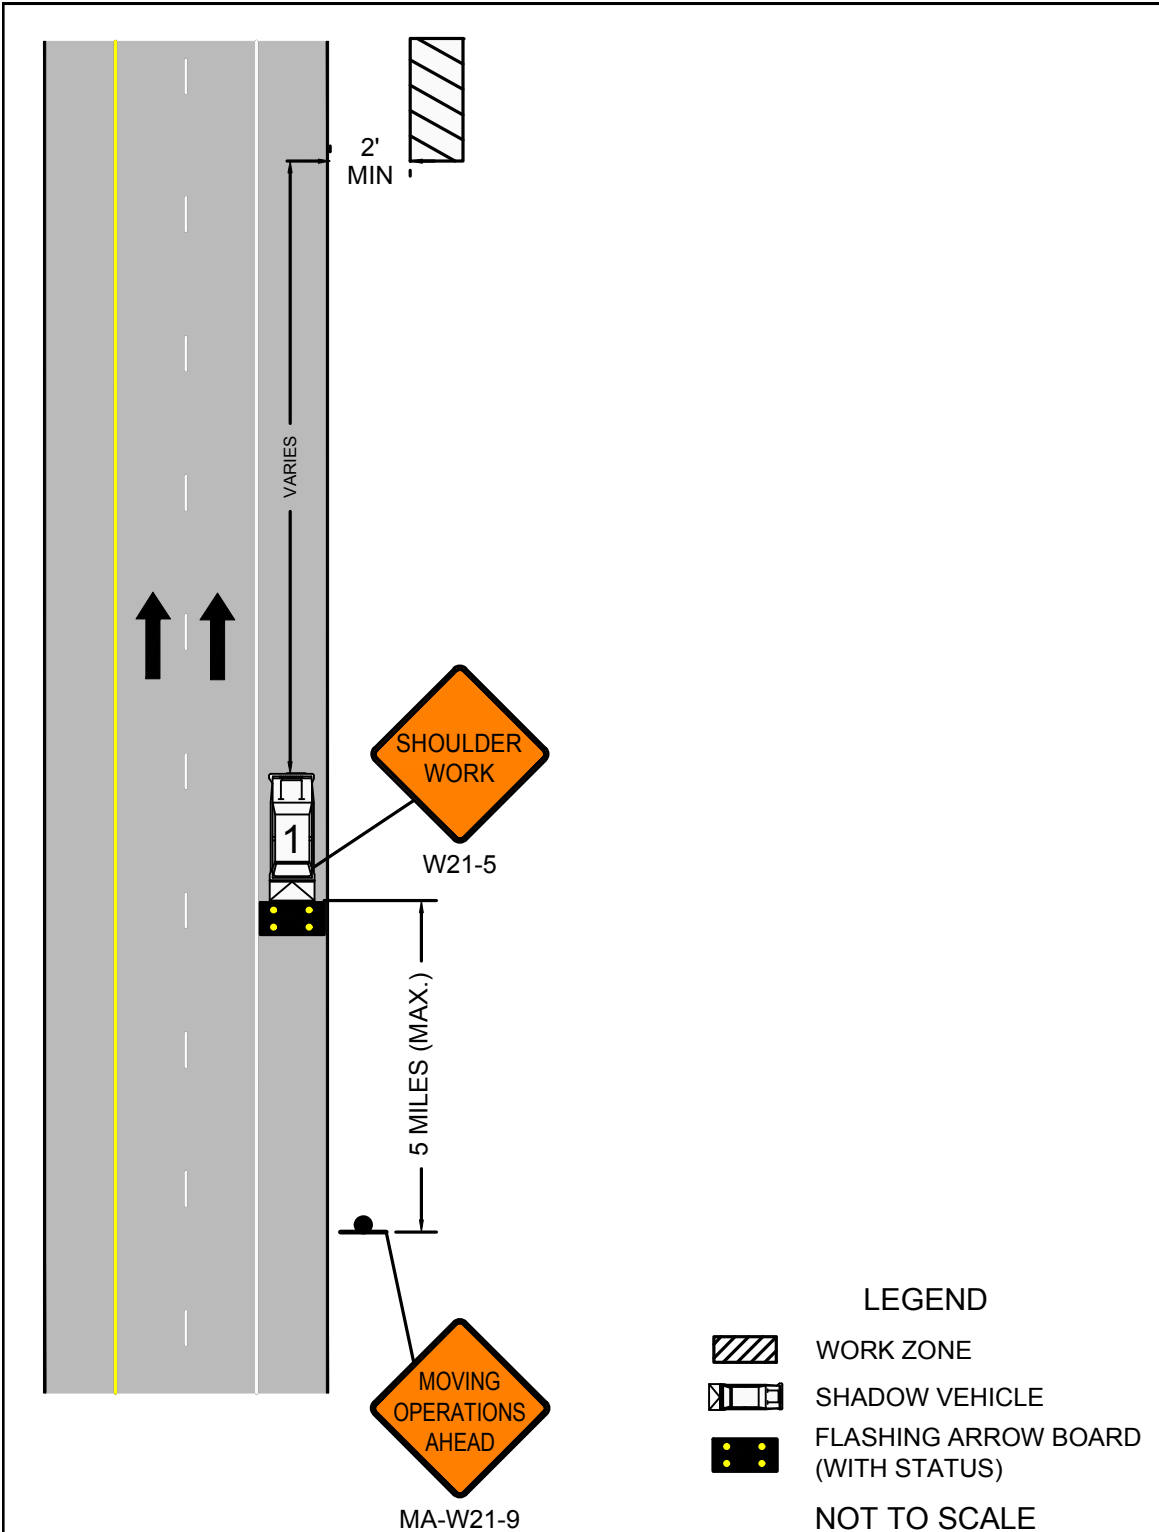 2'
MIN
VARIES
SHOULDER
WORK
1
W21-5
5 MILES (MAX.)
MOVING
OPERATIONS
AHEAD
MA-W21-9
LEGEND
WORK ZONE
SHADOW VEHICLE
FLASHING ARROW BOARD
(WITH STATUS)
NOT TO SCALE